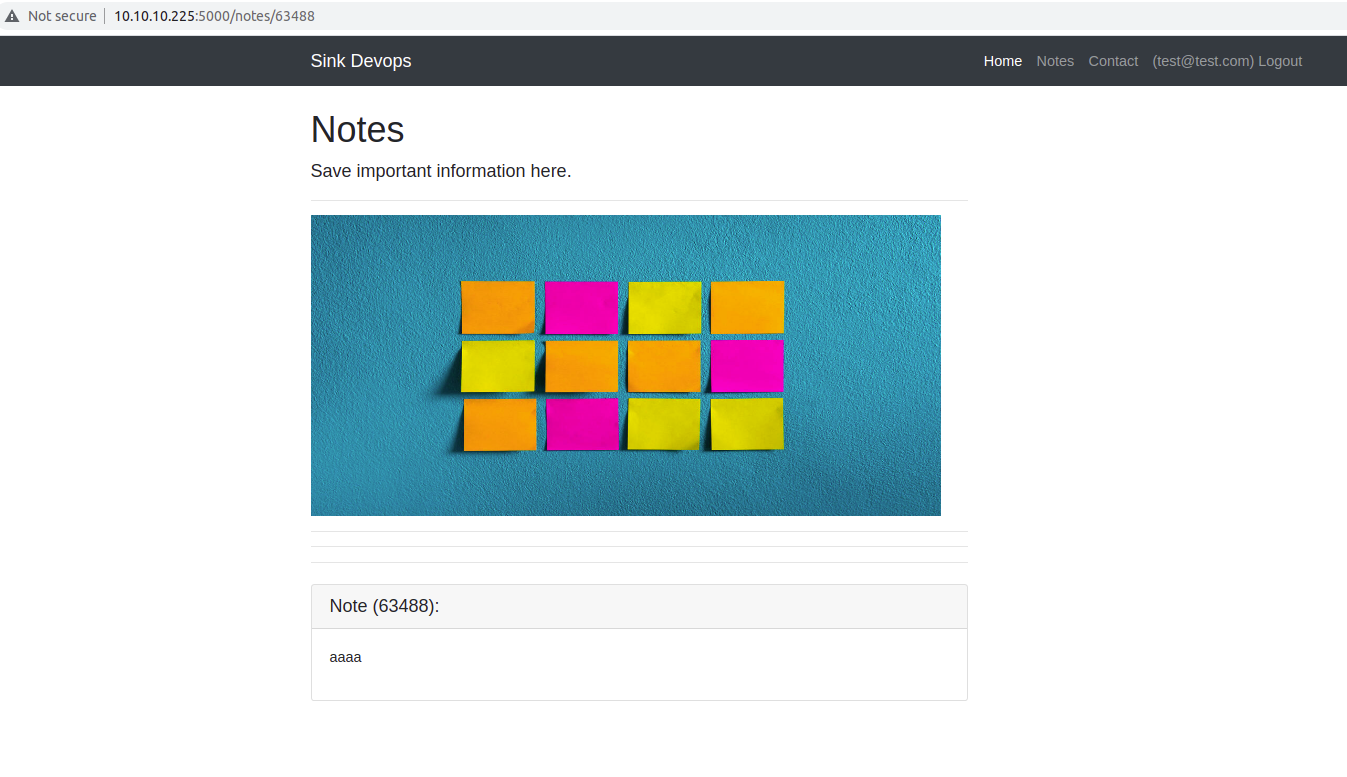 Not secure 10.10.10.225:5000/notes/63488
Sink Devops Home Notes Contact (test@test.com) Logout
Notes
Save important information here.
Note (63488):
aaaa